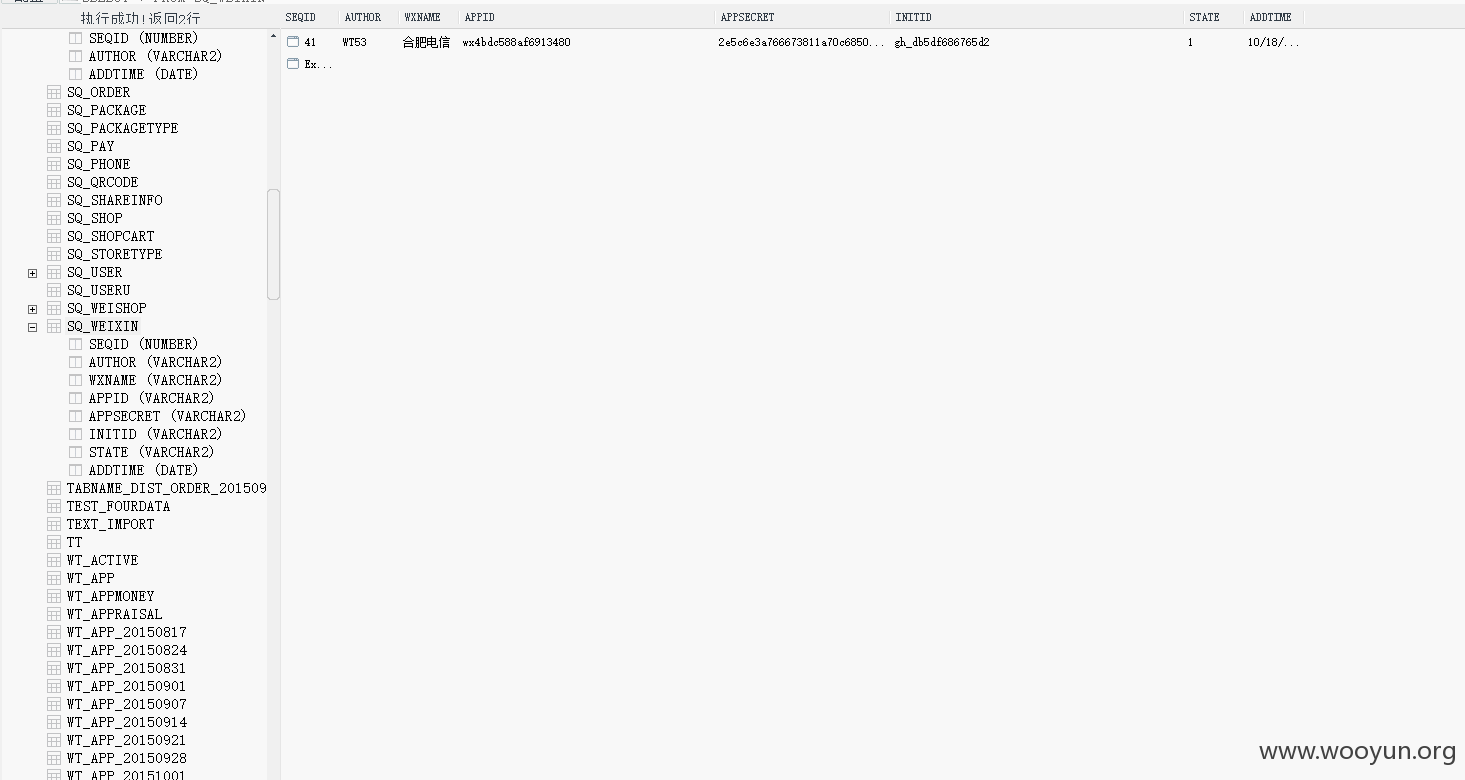 SELECT * FROM SQ_WEIXIN
执行成功!返回2行
SEQID AUTHOR WXNAME APPID APPSECRET INITID STATE ADDTIME
41 WT53 合肥电信 wx4bdc588af6913480 2e5c6e3a766673811a70c6850... gh_db5df686765d2 1 10/18/...
Ex...
SEQID (NUMBER)
AUTHOR (VARCHAR2)
ADDTIME (DATE)
SQ_ORDER
SQ_PACKAGE
SQ_PACKAGETYPE
SQ_PAY
SQ_PHONE
SQ_QRCODE
SQ_SHAREINFO
SQ_SHOP
SQ_SHOPCART
SQ_STORETYPE
SQ_USER
SQ_USERU
SQ_WEISHOP
SQ_WEIXIN
SEQID (NUMBER)
AUTHOR (VARCHAR2)
WXNAME (VARCHAR2)
APPID (VARCHAR2)
APPSECRET (VARCHAR2)
INITID (VARCHAR2)
STATE (VARCHAR2)
ADDTIME (DATE)
TABNAME_DIST_ORDER_201509
TEST_FOURDATA
TEXT_IMPORT
TT
WT_ACTIVE
WT_APP
WT_APPMONEY
WT_APPRAISAL
WT_APP_20150817
WT_APP_20150824
WT_APP_20150831
WT_APP_20150901
WT_APP_20150907
WT_APP_20150914
WT_APP_20150921
WT_APP_20150928
WT_APP_20151001
www.wooyun.org